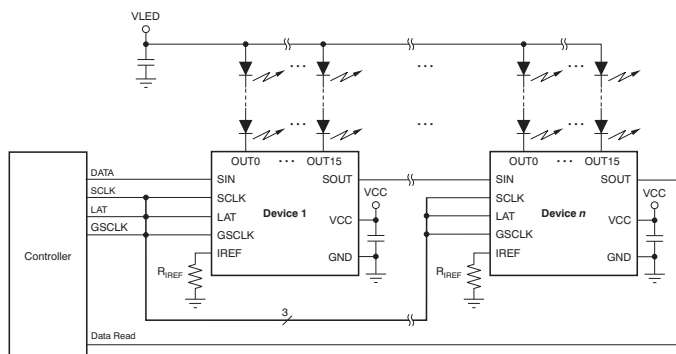 VLED
OUT0 ... OUT15
OUT0 ... OUT15
Controller
DATA
SCLK
LAT
GSCLK
SIN
SCLK
LAT
GSCLK
IREF
Device 1
SOUT
VCC
GND
VCC
RIREF
SIN
SCLK
LAT
GSCLK
IREF
Device n
SOUT
VCC
GND
VCC
RIREF
3
Data Read